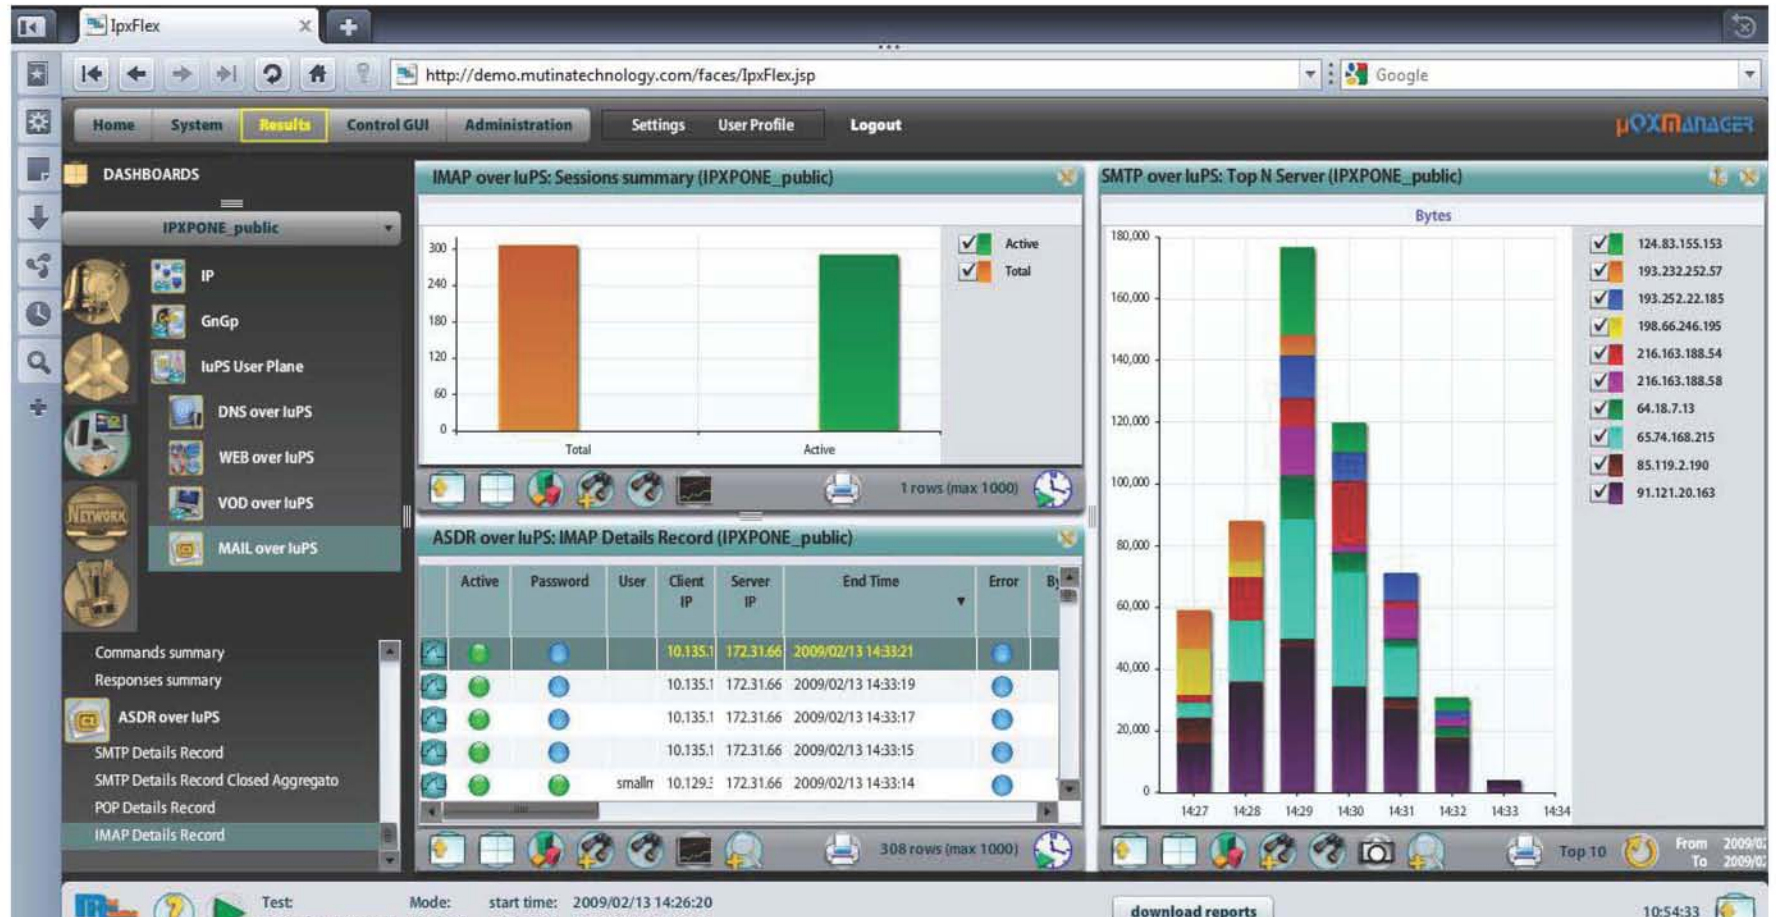 IpxFlex
http://demo.mutinatechnology.com/faces/IpxFlex.jsp
Google
Home System Results Control GUI Administration Settings User Profile Logout
µQXMANAGER
DASHBOARDS
IPXPONE_public
IP
GnGp
IuPS User Plane
DNS over IuPS
WEB over IuPS
VOD over IuPS
NETWORK
MAIL over IuPS
Commands summary
Responses summary
ASDR over IuPS
SMTP Details Record
SMTP Details Record Closed Aggregato
POP Details Record
IMAP Details Record
IMAP over IuPS: Sessions summary (IPXPONE_public)
300
240
180
120
60
0
Total Active
Active
Total
1 rows (max 1000)
ASDR over IuPS: IMAP Details Record (IPXPONE_public)
Active Password User Client IP Server IP End Time Error
10.135.1 172.31.66 2009/02/13 14:33:21
10.135.1 172.31.66 2009/02/13 14:33:19
10.135.1 172.31.66 2009/02/13 14:33:17
10.135.1 172.31.66 2009/02/13 14:33:15
smallm 10.129.3 172.31.66 2009/02/13 14:33:14
308 rows (max 1000)
SMTP over IuPS: Top N Server (IPXPONE_public)
Bytes
180,000
160,000
140,000
120,000
100,000
80,000
60,000
40,000
20,000
0
14:27 14:28 14:29 14:30 14:31 14:32 14:33 14:34
124.83.155.153
193.232.252.57
193.252.22.185
198.66.246.195
216.163.188.54
216.163.188.58
64.18.7.13
65.74.168.215
85.119.2.190
91.121.20.163
Top 10
From 2009/0
To 2009/0
Test: Mode: start time: 2009/02/13 14:26:20
download reports
10:54:33